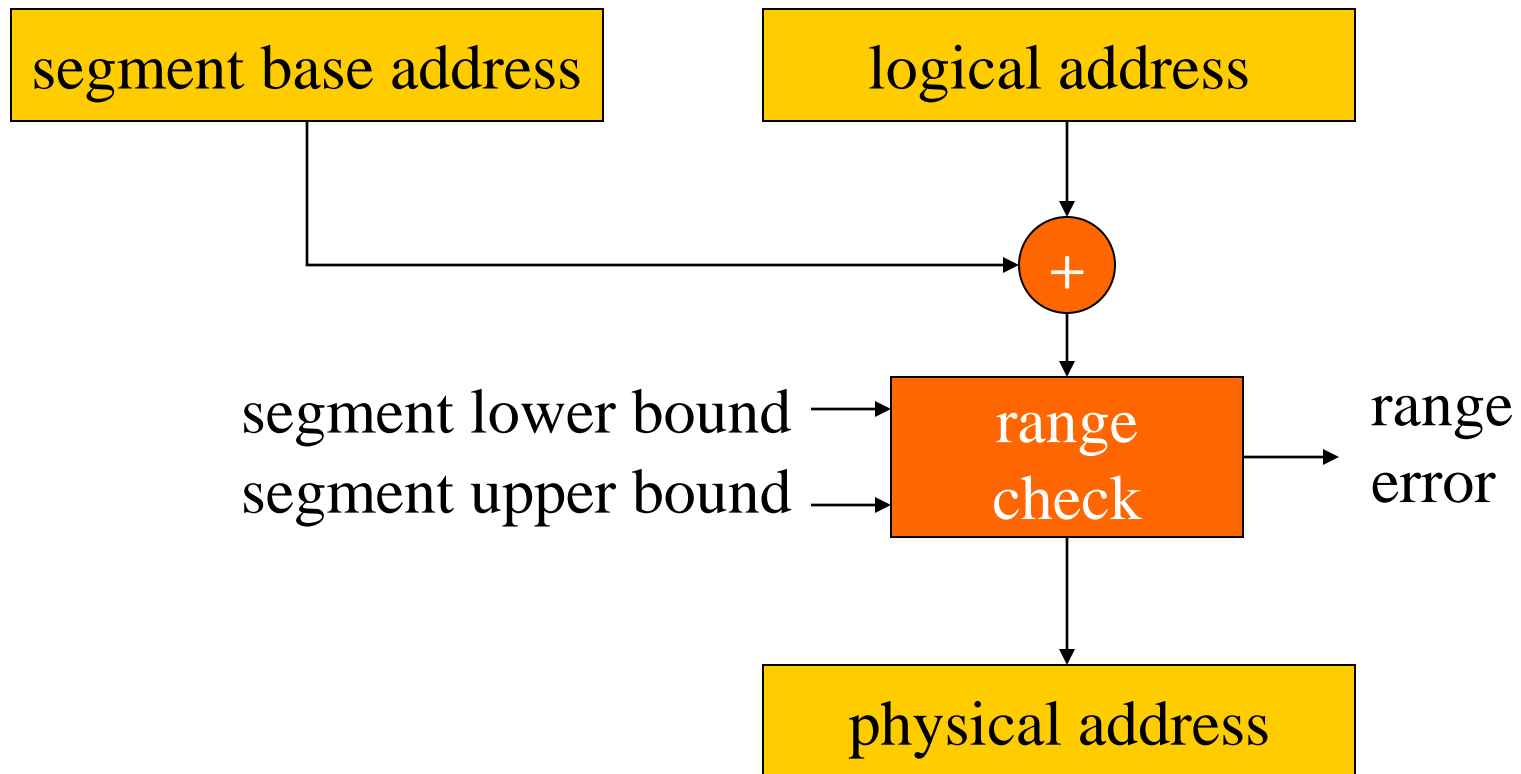 segment base address
logical address
+
segment lower bound
segment upper bound
range
check
range
error
physical address